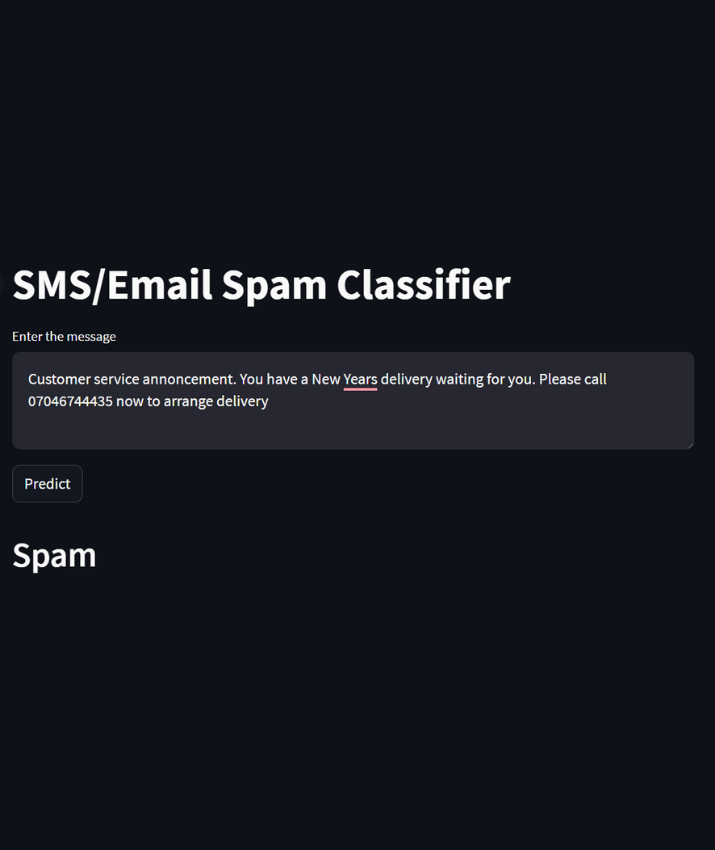 SMS/Email Spam Classifier
Enter the message
Customer service annoncement. You have a New Years delivery waiting for you. Please call
07046744435 now to arrange delivery
Predict
Spam